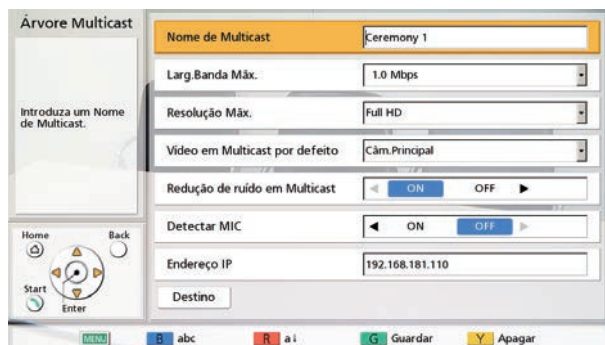 Árvore Multicast
Introduza um Nome
de Multicast.
Nome de Multicast
Ceremony 1
Larg.Banda Máx.
1.0 Mbps
Resolução Máx.
Full HD
Vídeo em Multicast por defeito
Câm.Principal
Redução de ruído em Multicast
ON OFF
Detectar MIC
ON OFF
Endereço IP
192.168.181.110
Destino
Home Back
Start
Enter
MENU B abc R a↓ G Guardar Y Apagar